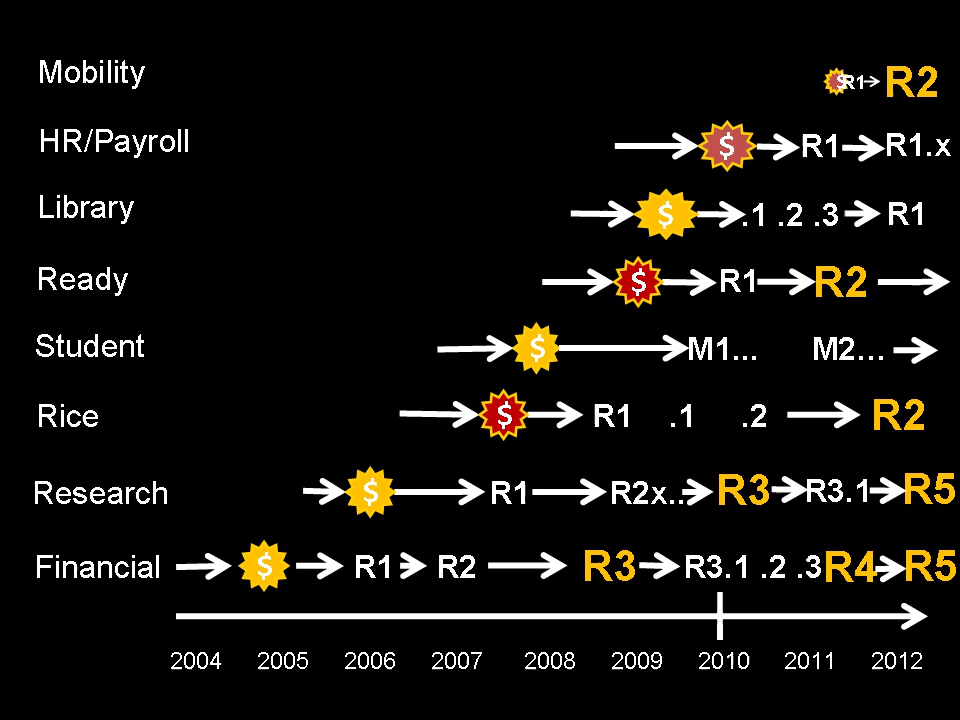 Mobility $ R1 R2
HR/Payroll $ R1 R1.x
Library $ .1 .2 .3 R1
Ready $ R1 R2
Student $ M1... M2...
Rice $ R1 .1 .2 R2
Research $ R1 R2x.. R3 R3.1 R5
Financial $ R1 R2 R3 R3.1 .2 .3 R4 R5
2004 2005 2006 2007 2008 2009 2010 2011 2012